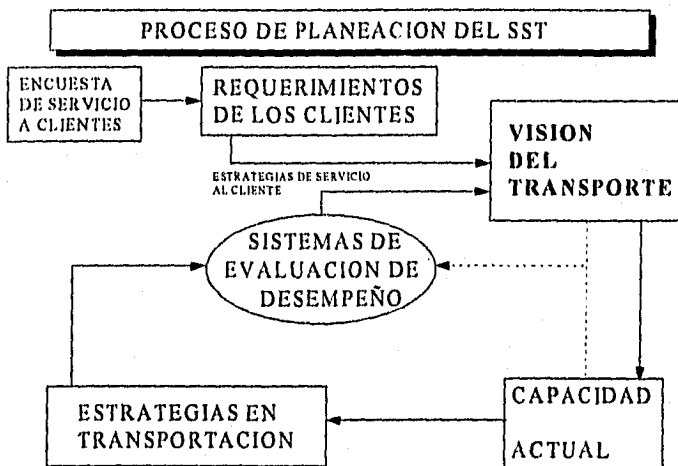 PROCESO DE PLANEACION DEL SST
ENCUESTA
DE SERVICIO
A CLIENTES
REQUERIMIENTOS
DE LOS CLIENTES
VISION
DEL
TRANSPORTE
ESTRATEGIAS DE SERVICIO
AL CLIENTE
SISTEMAS DE
EVALUACION DE
DESEMPEÑO
ESTRATEGIAS EN
TRANSPORTACION
CAPACIDAD
ACTUAL